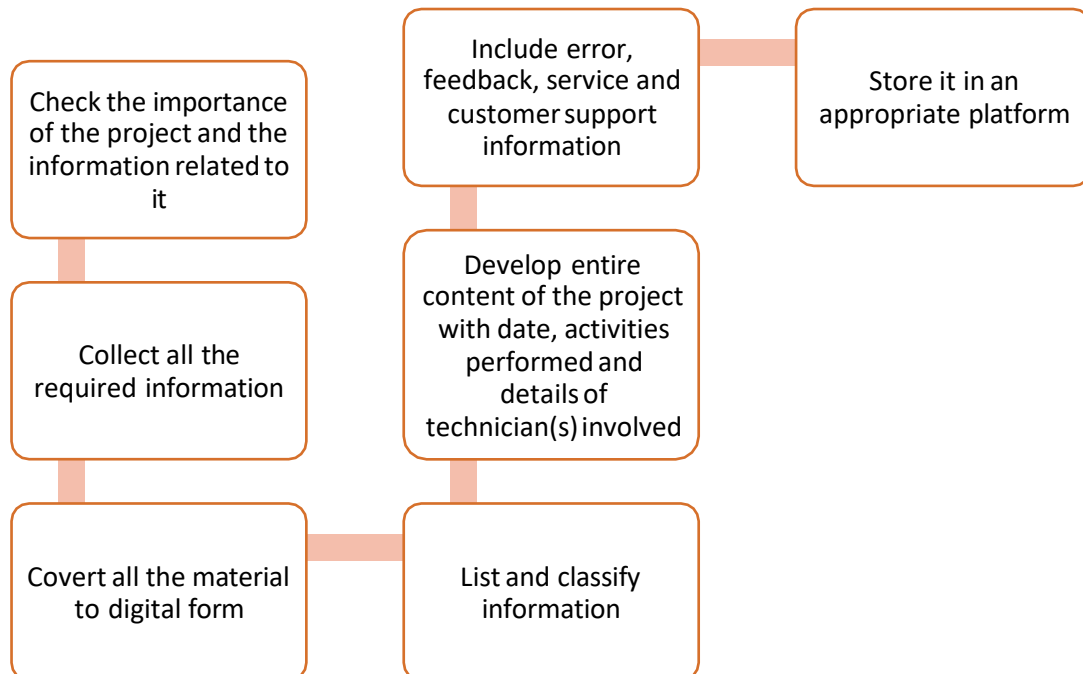 Check the importance
of the project and the
information related to
it
Collect all the
required information
Covert all the material
to digital form
List and classify
information
Develop entire
content of the project
with date, activities
performed and
details of
technician(s) involved
Include error,
feedback, service and
customer support
information
Store it in an
appropriate platform